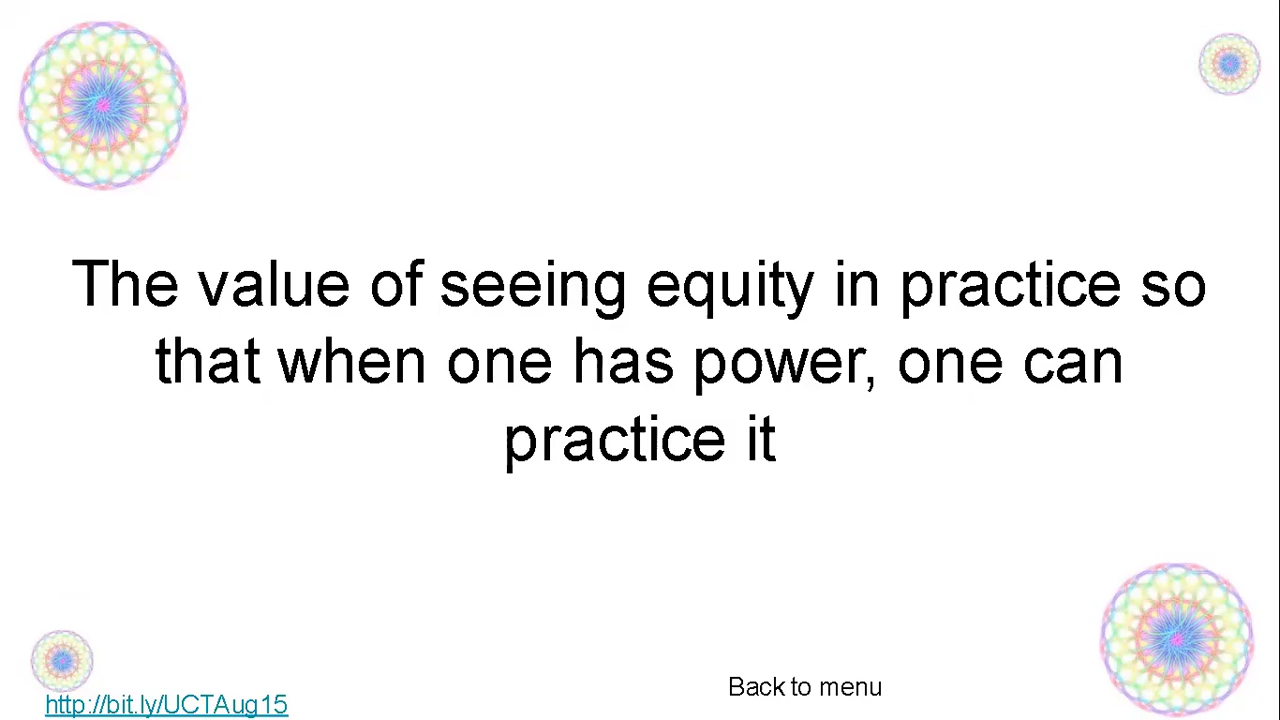 The value of seeing equity in practice so
that when one has power, one can
practice it
Back to menu
http://bit.ly/UCTAug15